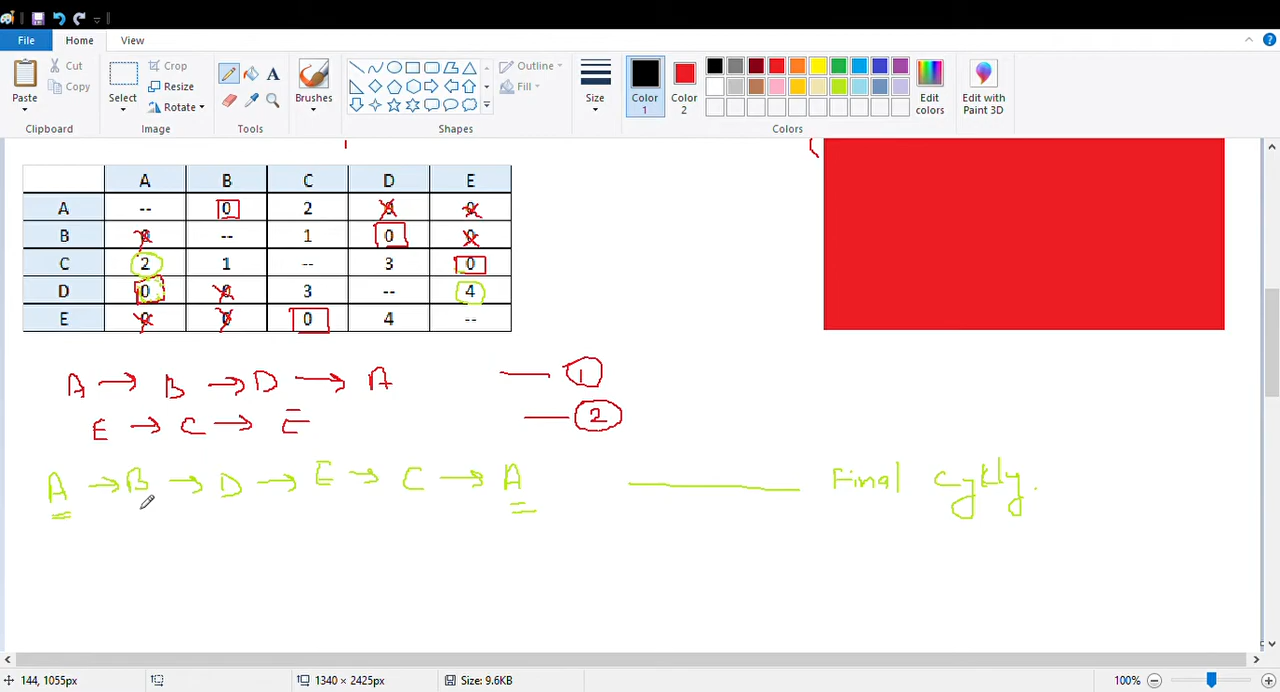 File Home View
Cut
Crop
Outline
Copy
Resize
Fill
Paste Select Rotate Brushes Size Color 1 Color 2 Edit colors Edit with Paint 3D
Clipboard Image Tools Shapes Colors
A B C D E
A -- 0 2 0 0
B 0 -- 1 0 0
C 2 1 -- 3 0
D 0 0 3 -- 4
E 0 0 0 4 --
A → B → D → A — 1
E → C → E — 2
A → B → D → E → C → A — Final cykly.
144, 1055px 1340 × 2425px Size: 9.6KB 100%